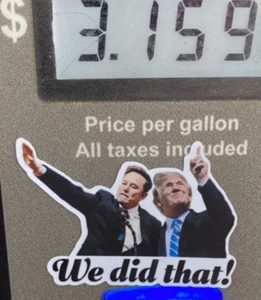 $ 3.159
Price per gallon
All taxes included
We did that!